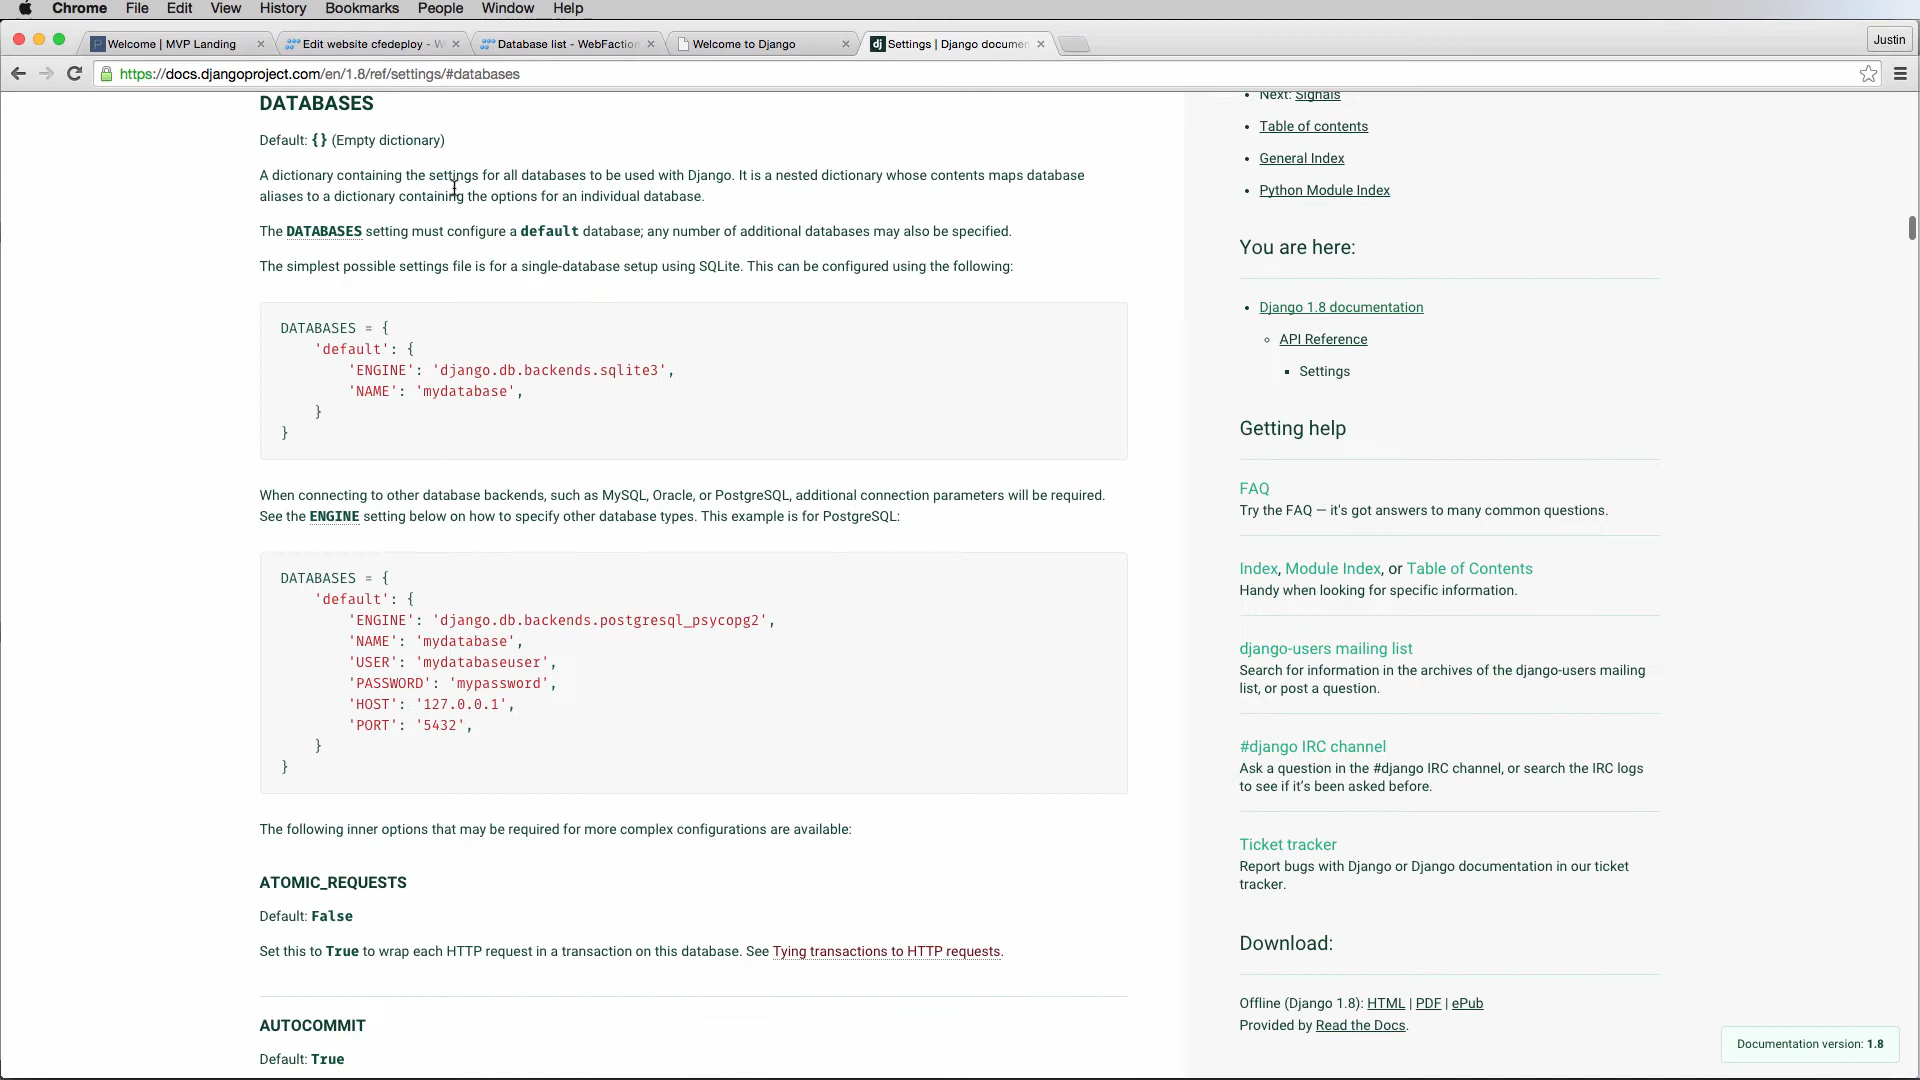 Chrome File Edit View History Bookmarks People Window Help
Welcome | MVP Landing
Edit website cfedeploy - W
Database list - WebFaction
Welcome to Django
Settings | Django documen
Justin
https://docs.djangoproject.com/en/1.8/ref/settings/#databases
DATABASES
Default: {} (Empty dictionary)
A dictionary containing the settings for all databases to be used with Django. It is a nested dictionary whose contents maps database
aliases to a dictionary containing the options for an individual database.
The DATABASES setting must configure a default database; any number of additional databases may also be specified.
The simplest possible settings file is for a single-database setup using SQLite. This can be configured using the following:
DATABASES = {
    'default': {
        'ENGINE': 'django.db.backends.sqlite3',
        'NAME': 'mydatabase',
    }
}
When connecting to other database backends, such as MySQL, Oracle, or PostgreSQL, additional connection parameters will be required.
See the ENGINE setting below on how to specify other database types. This example is for PostgreSQL:
DATABASES = {
    'default': {
        'ENGINE': 'django.db.backends.postgresql_psycopg2',
        'NAME': 'mydatabase',
        'USER': 'mydatabaseuser',
        'PASSWORD': 'mypassword',
        'HOST': '127.0.0.1',
        'PORT': '5432',
    }
}
The following inner options that may be required for more complex configurations are available:
ATOMIC_REQUESTS
Default: False
Set this to True to wrap each HTTP request in a transaction on this database. See Tying transactions to HTTP requests.
AUTOCOMMIT
Default: True
Next: Signals
Table of contents
General Index
Python Module Index
You are here:
Django 1.8 documentation
API Reference
Settings
Getting help
FAQ
Try the FAQ — it's got answers to many common questions.
Index, Module Index, or Table of Contents
Handy when looking for specific information.
django-users mailing list
Search for information in the archives of the django-users mailing
list, or post a question.
#django IRC channel
Ask a question in the #django IRC channel, or search the IRC logs
to see if it's been asked before.
Ticket tracker
Report bugs with Django or Django documentation in our ticket
tracker.
Download:
Offline (Django 1.8): HTML | PDF | ePub
Provided by Read the Docs.
Documentation version: 1.8